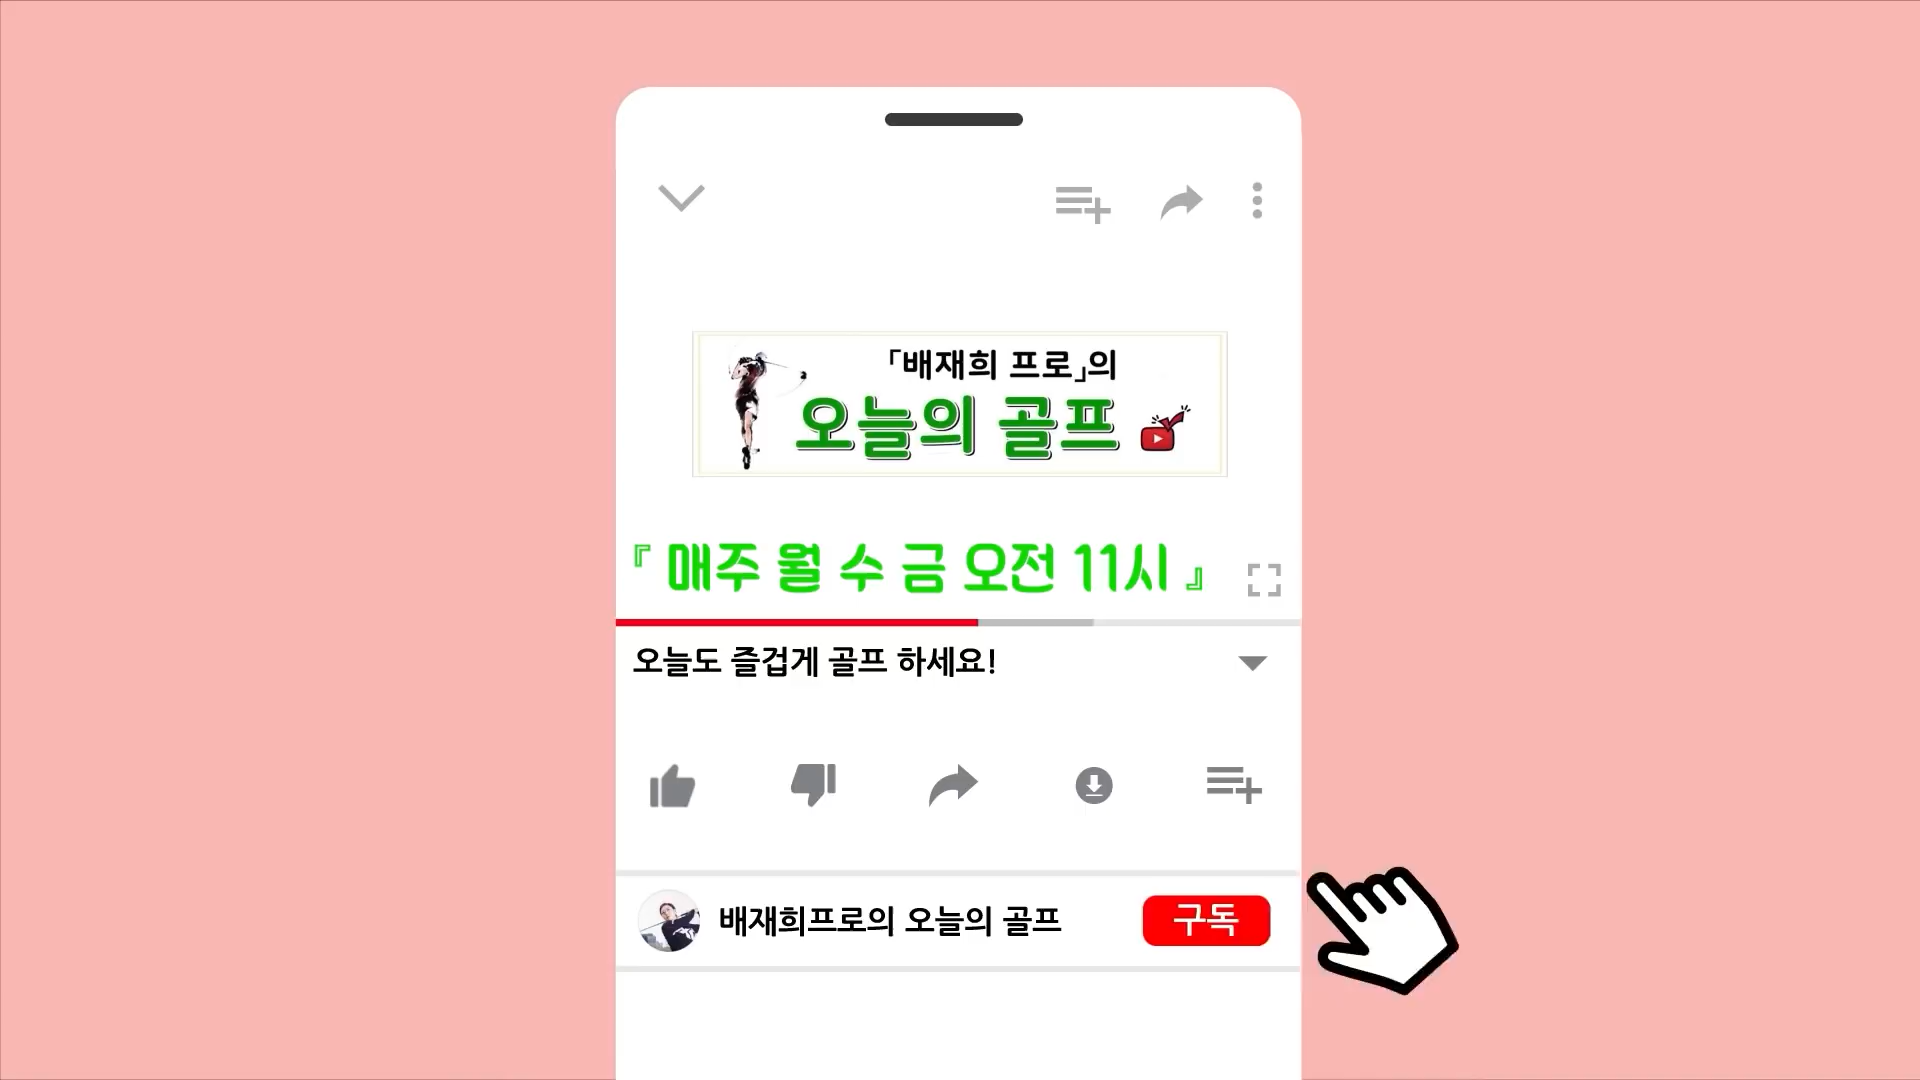 「배재희 프로」의
오늘의 골프
『 매주 월 수 금 오전 11시 』
오늘도 즐겁게 골프 하세요!
배재희프로의 오늘의 골프
구독